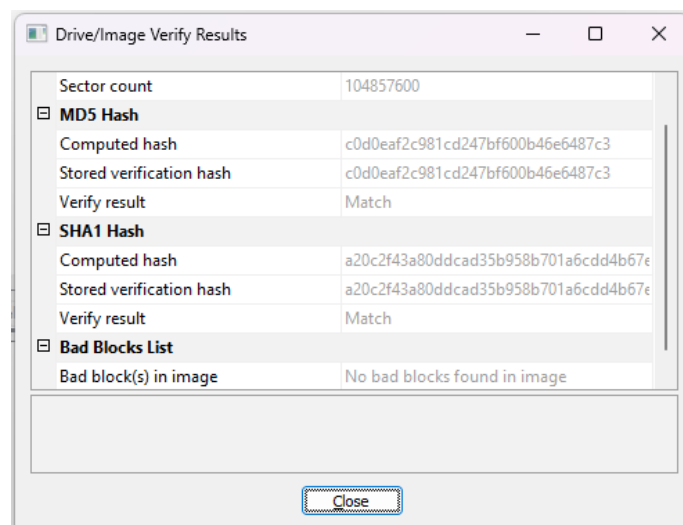 Drive/Image Verify Results
Sector count 104857600
MD5 Hash
Computed hash c0d0eaf2c981cd247bf600b46e6487c3
Stored verification hash c0d0eaf2c981cd247bf600b46e6487c3
Verify result Match
SHA1 Hash
Computed hash a20c2f43a80ddcad35b958b701a6cdd4b67e
Stored verification hash a20c2f43a80ddcad35b958b701a6cdd4b67e
Verify result Match
Bad Blocks List
Bad block(s) in image No bad blocks found in image
Close